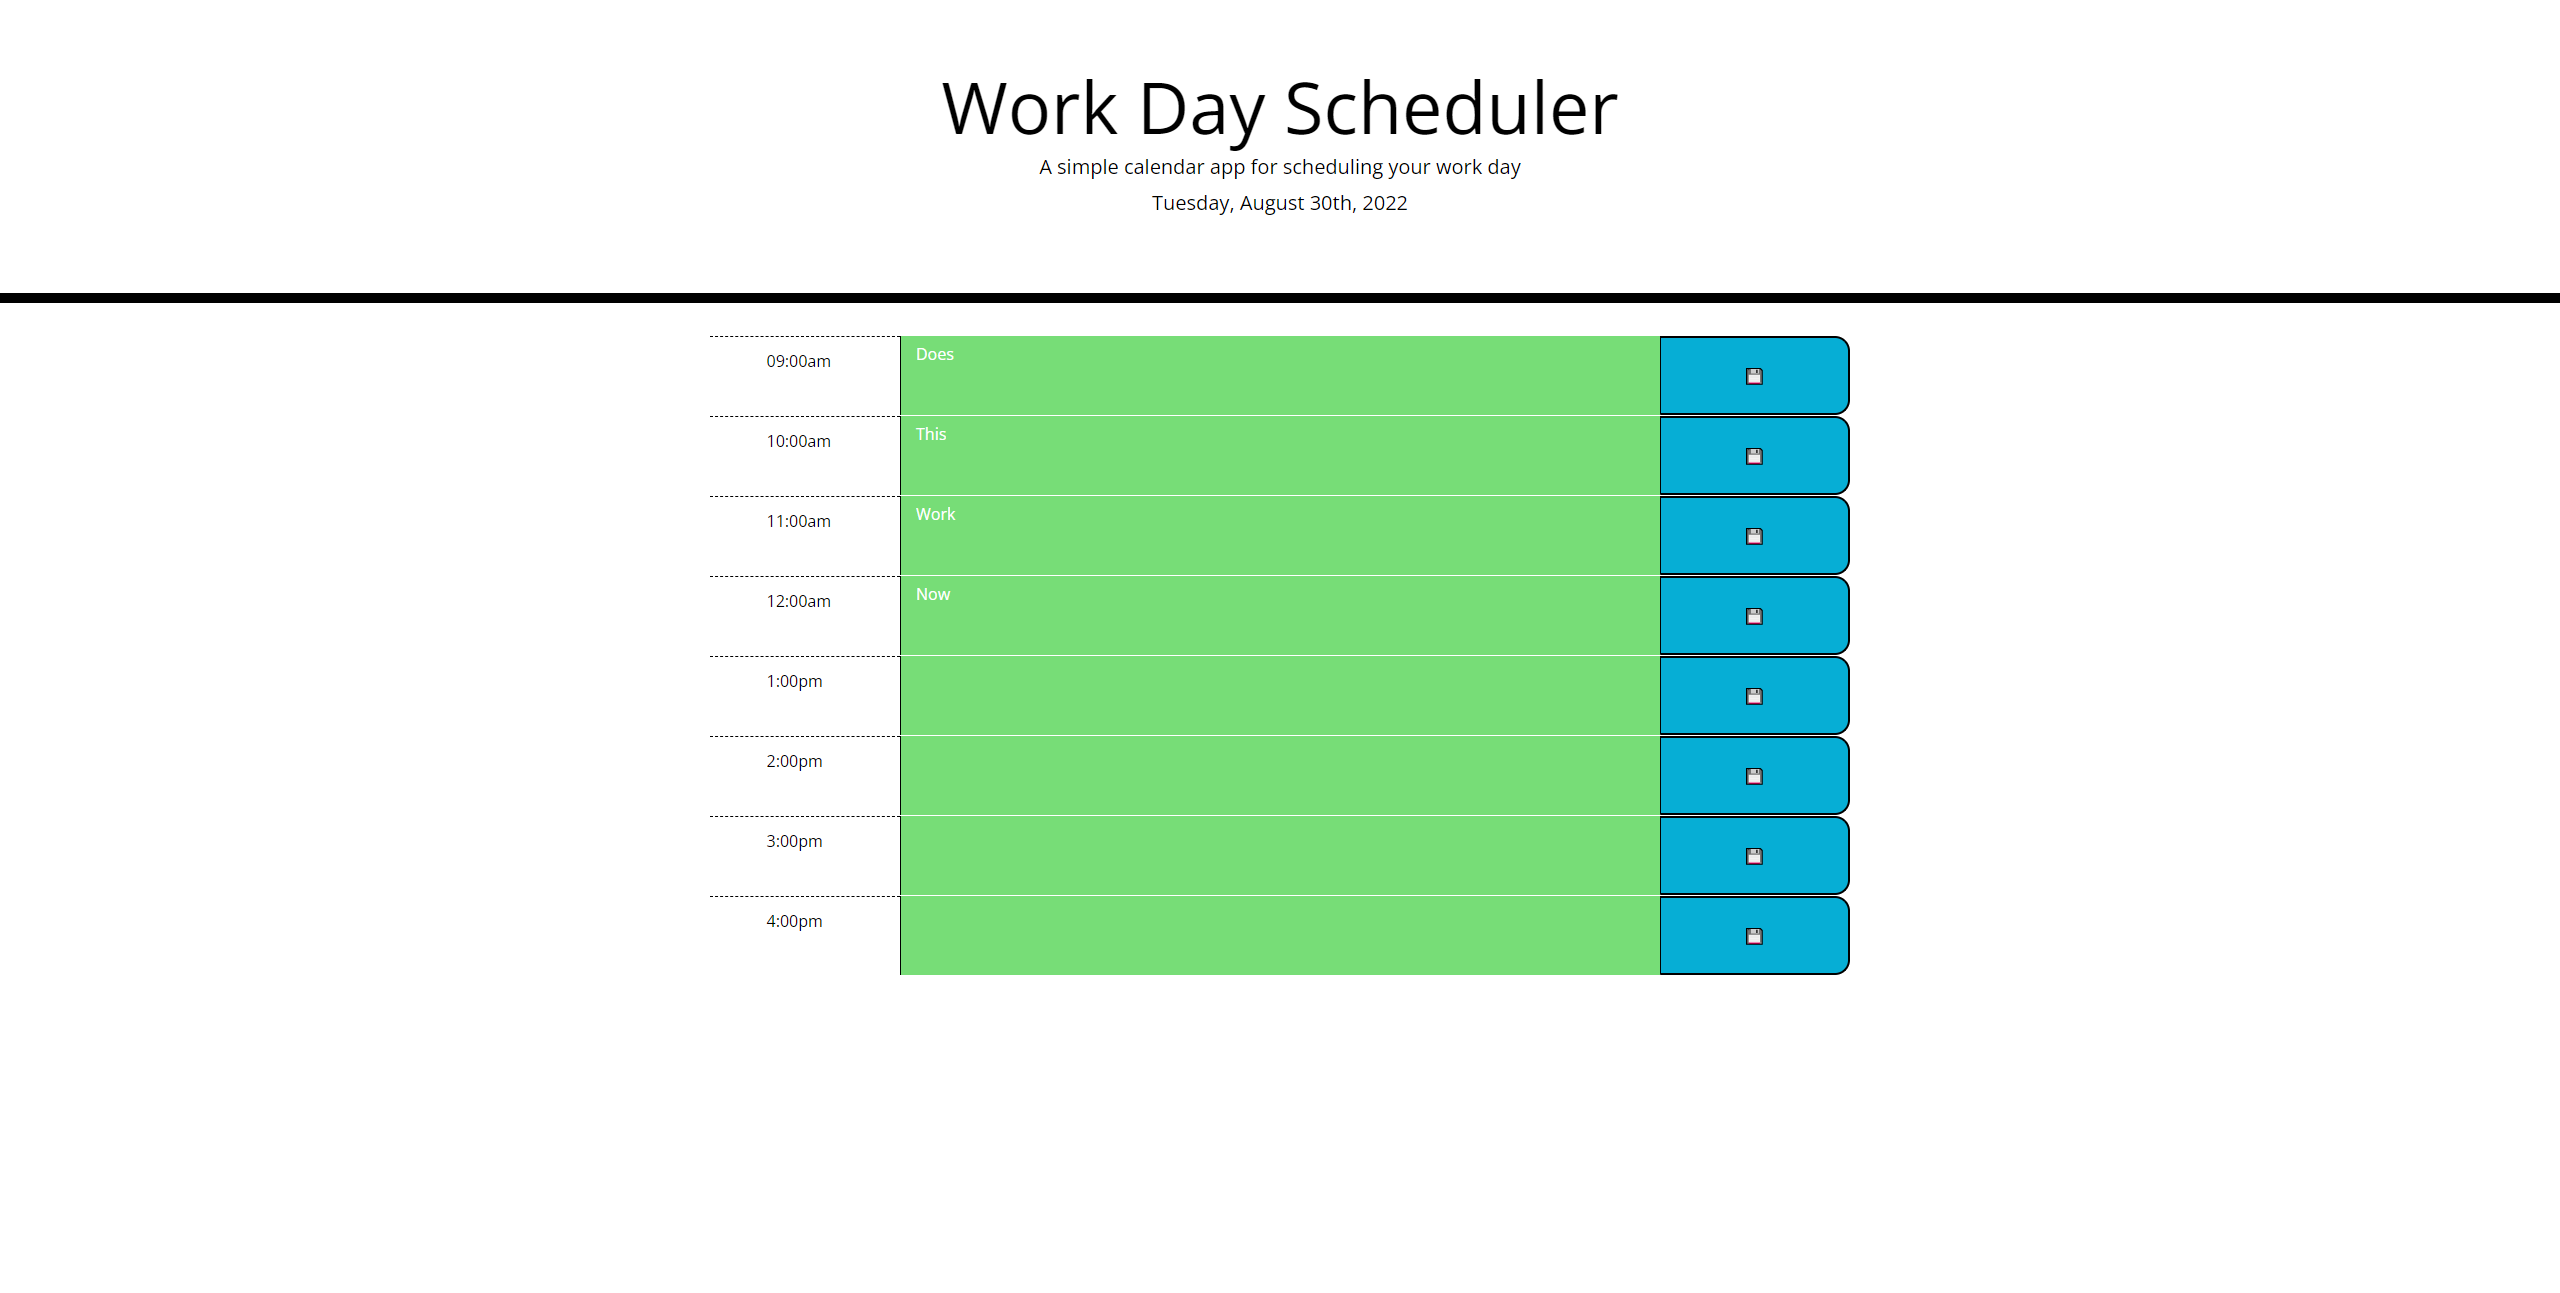 Work Day Scheduler
A simple calendar app for scheduling your work day
Tuesday, August 30th, 2022
09:00am Does
10:00am This
11:00am Work
12:00am Now
1:00pm
2:00pm
3:00pm
4:00pm